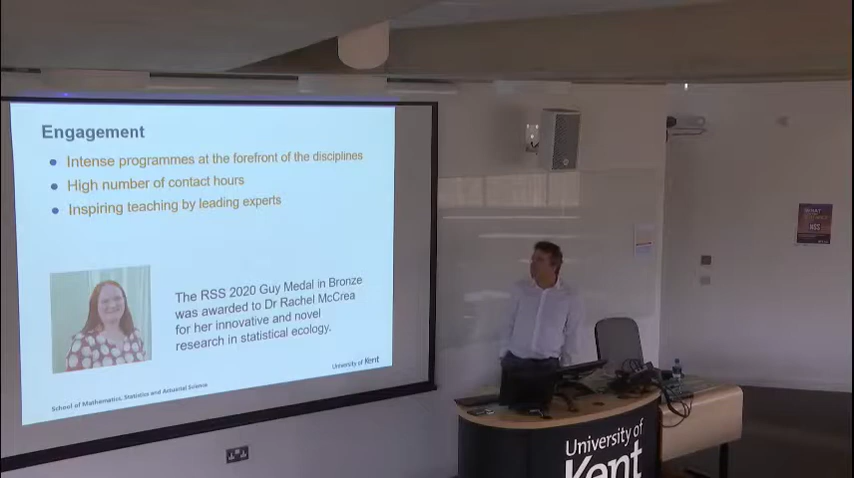 Engagement
Intense programmes at the forefront of the disciplines
High number of contact hours
Inspiring teaching by leading experts
The RSS 2020 Guy Medal in Bronze
was awarded to Dr Rachel McCrea
for her innovative and novel
research in statistical ecology.
University of Kent
School of Mathematics, Statistics and Actuarial Science
University of
Kent